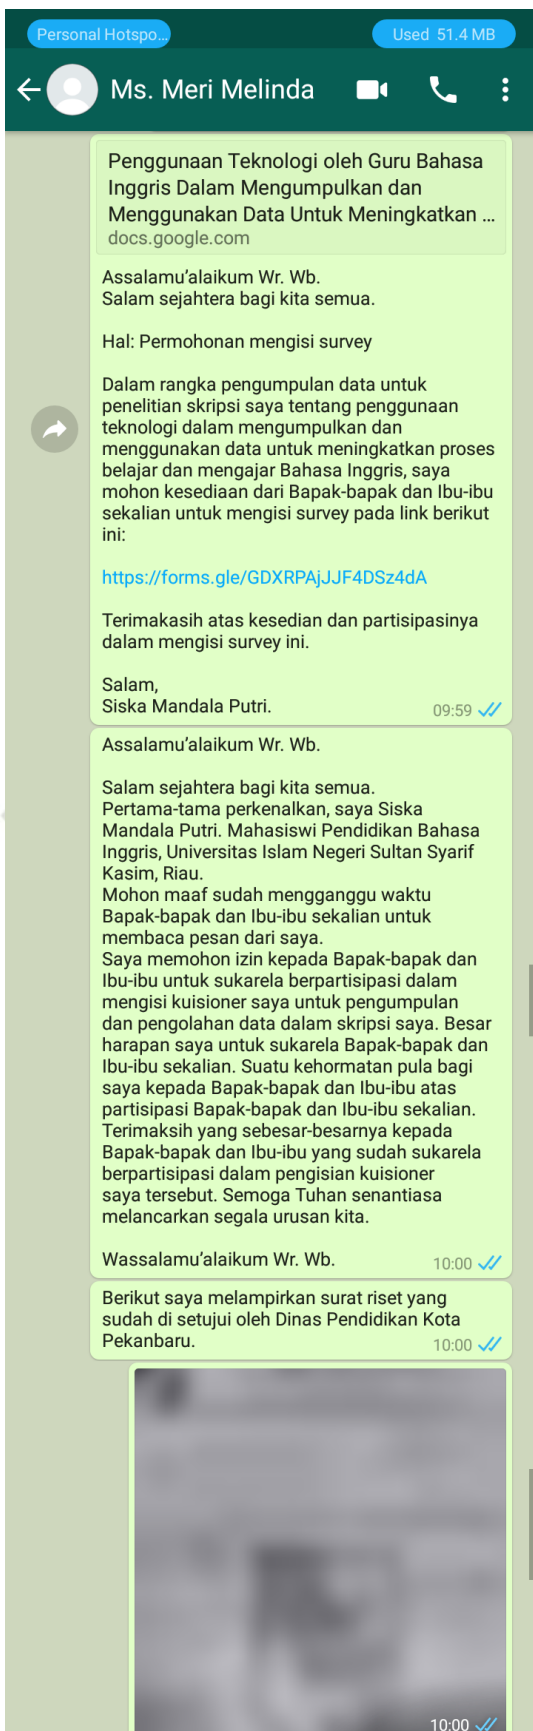 Personal Hotspo...
Used 51.4 MB
Ms. Meri Melinda
Penggunaan Teknologi oleh Guru Bahasa
Inggris Dalam Mengumpulkan dan
Menggunakan Data Untuk Meningkatkan ...
docs.google.com
Assalamu'alaikum Wr. Wb.
Salam sejahtera bagi kita semua.
Hal: Permohonan mengisi survey
Dalam rangka pengumpulan data untuk
penelitian skripsi saya tentang penggunaan
teknologi dalam mengumpulkan dan
menggunakan data untuk meningkatkan proses
belajar dan mengajar Bahasa Inggris, saya
mohon kesediaan dari Bapak-bapak dan Ibu-ibu
sekalian untuk mengisi survey pada link berikut
ini:
https://forms.gle/GDXRPAjJJF4DSz4dA
Terimakasih atas kesedian dan partisipasinya
dalam mengisi survey ini.
Salam,
Siska Mandala Putri.
09:59
Assalamu'alaikum Wr. Wb.
Salam sejahtera bagi kita semua.
Pertama-tama perkenalkan, saya Siska
Mandala Putri. Mahasiswi Pendidikan Bahasa
Inggris, Universitas Islam Negeri Sultan Syarif
Kasim, Riau.
Mohon maaf sudah mengganggu waktu
Bapak-bapak dan Ibu-ibu sekalian untuk
membaca pesan dari saya.
Saya memohon izin kepada Bapak-bapak dan
Ibu-ibu untuk sukarela berpartisipasi dalam
mengisi kuisioner saya untuk pengumpulan
dan pengolahan data dalam skripsi saya. Besar
harapan saya untuk sukarela Bapak-bapak dan
Ibu-ibu sekalian. Suatu kehormatan pula bagi
saya kepada Bapak-bapak dan Ibu-ibu atas
partisipasi Bapak-bapak dan Ibu-ibu sekalian.
Terimaksih yang sebesar-besarnya kepada
Bapak-bapak dan Ibu-ibu yang sudah sukarela
berpartisipasi dalam pengisian kuisioner
saya tersebut. Semoga Tuhan senantiasa
melancarkan segala urusan kita.
Wassalamu'alaikum Wr. Wb.
10:00
Berikut saya melampirkan surat riset yang
sudah di setujui oleh Dinas Pendidikan Kota
Pekanbaru.
10:00
10:00